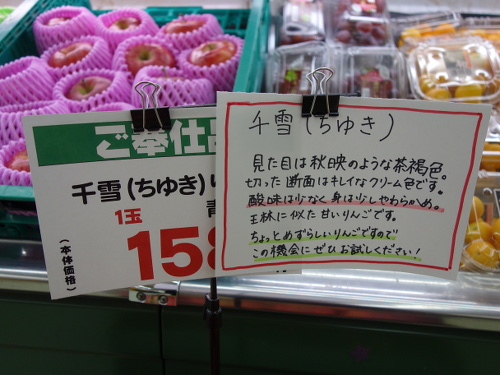 ご奉仕品
千雪(ちゆき)り
1玉
青
158
(本体価格)
千雪(ちゆき)
見た目は秋映のような茶褐色。
切った断面はキレイなクリーム色です。
酸味は少なく身は少しやわらかめ。
王林に似た甘いりんごです。
ちょっとめずらしいりんごですので
この機会にぜひお試しください!